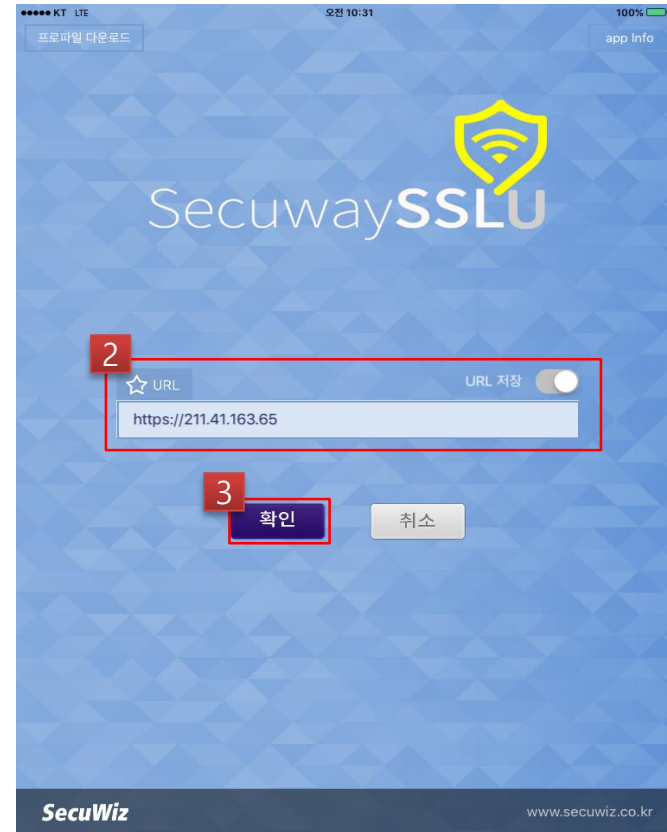 KT LTE 오전 10:31 100%
프로파일 다운로드 app Info
SecuwaySSLU
2
URL URL 저장
https://211.41.163.65
3
확인 취소
SecuWiz www.secuwiz.co.kr